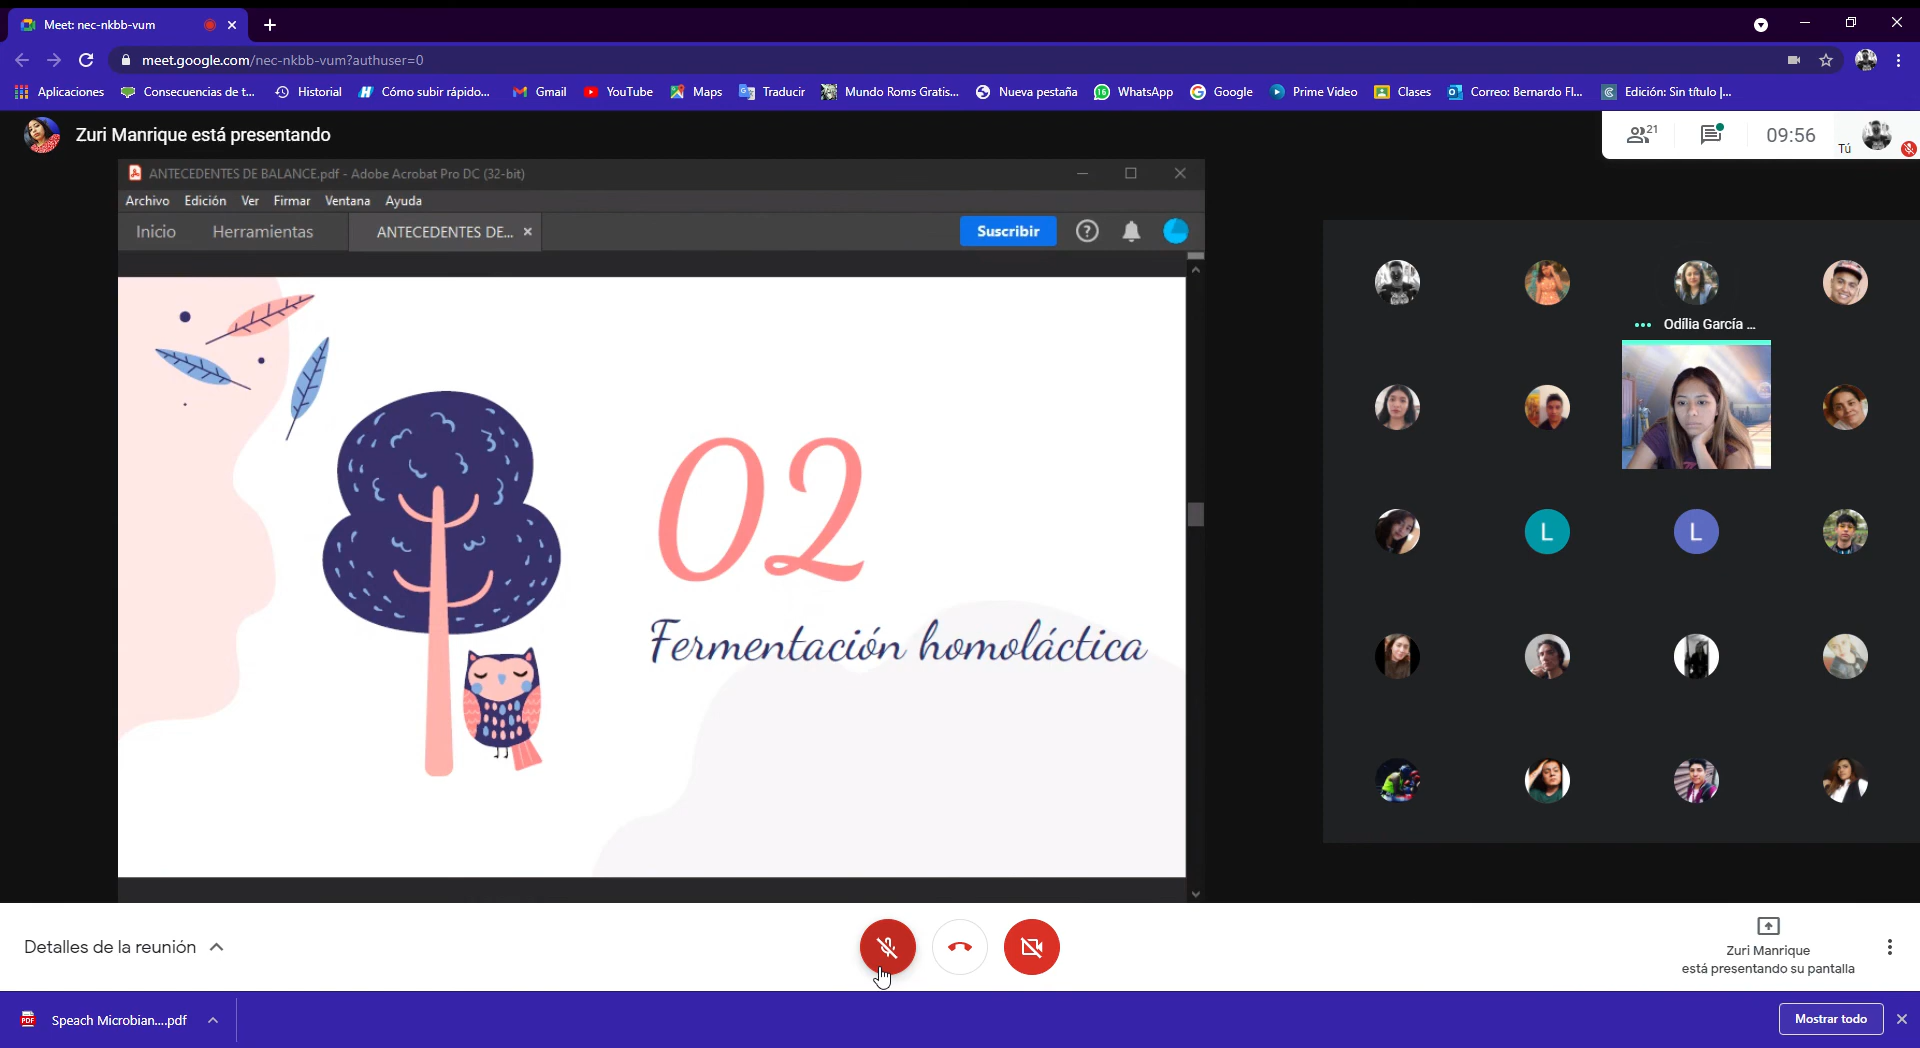 Meet: nec-nkbb-vum
meet.google.com/nec-nkbb-vum?authuser=0
Aplicaciones Consecuencias de t... Historial Cómo subir rápido... Gmail YouTube Maps Traducir Mundo Roms Gratis... Nueva pestaña WhatsApp Google Prime Video Clases Correo: Bernardo Fl... Edición: Sin título |...
Zuri Manrique está presentando
21
09:56
Tú
ANTECEDENTES DE BALANCE.pdf - Adobe Acrobat Pro DC (32-bit)
Archivo Edición Ver Firmar Ventana Ayuda
Inicio Herramientas ANTECEDENTES DE... Suscribir
Odilia García ...
02
Fermentación homoláctica
L L
Detalles de la reunión
Zuri Manrique
está presentando su pantalla
PDF Speach Microbian....pdf
Mostrar todo